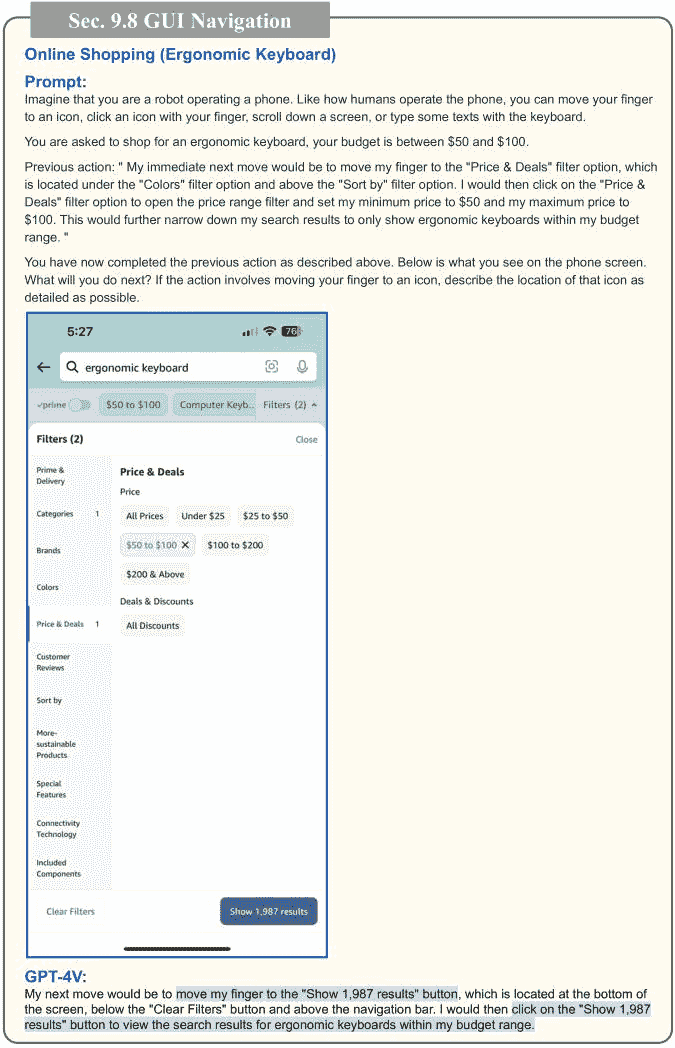 Sec. 9.8 GUI Navigation
Online Shopping (Ergonomic Keyboard)
Prompt:
Imagine that you are a robot operating a phone. Like how humans operate the phone, you can move your finger
to an icon, click an icon with your finger, scroll down a screen, or type some texts with the keyboard.
You are asked to shop for an ergonomic keyboard, your budget is between $50 and $100.
Previous action: " My immediate next move would be to move my finger to the "Price & Deals" filter option, which
is located under the "Colors" filter option and above the "Sort by" filter option. I would then click on the "Price &
Deals" filter option to open the price range filter and set my minimum price to $50 and my maximum price to
$100. This would further narrow down my search results to only show ergonomic keyboards within my budget
range. "
You have now completed the previous action as described above. Below is what you see on the phone screen.
What will you do next? If the action involves moving your finger to an icon, describe the location of that icon as
detailed as possible.
5:27 76
ergonomic keyboard
prime $50 to $100 Computer Keyb.. Filters (2)
Filters (2) Close
Prime &
Delivery
Categories 1
Brands
Colors
Price & Deals 1
Customer
Reviews
Sort by
More-
sustainable
Products
Special
Features
Connectivity
Technology
Included
Components
Price & Deals
Price
All Prices Under $25 $25 to $50
$50 to $100 X $100 to $200
$200 & Above
Deals & Discounts
All Discounts
Clear Filters Show 1,987 results
GPT-4V:
My next move would be to move my finger to the "Show 1,987 results" button, which is located at the bottom of
the screen, below the "Clear Filters" button and above the navigation bar. I would then click on the "Show 1,987
results" button to view the search results for ergonomic keyboards within my budget range.